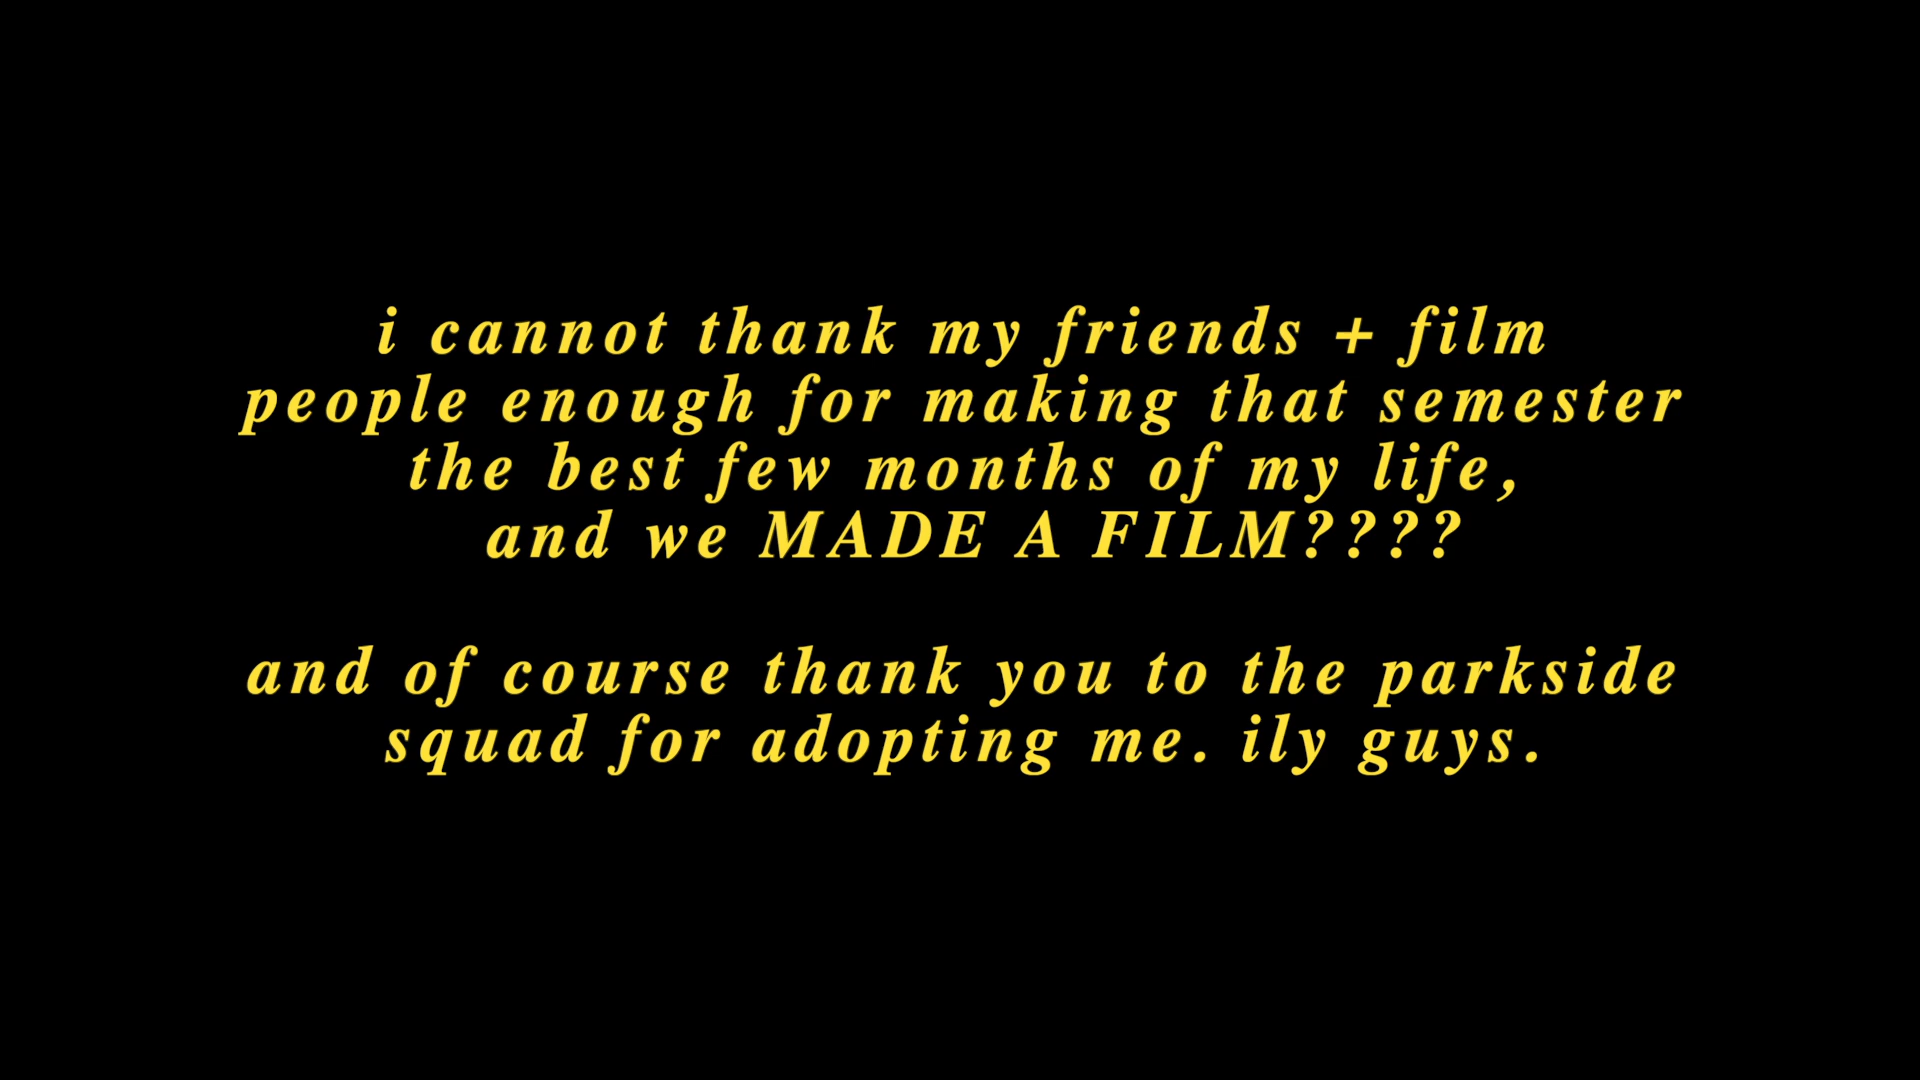 i cannot thank my friends + film
people enough for making that semester
the best few months of my life,
and we MADE A FILM????
and of course thank you to the parkside
squad for adopting me. ily guys.